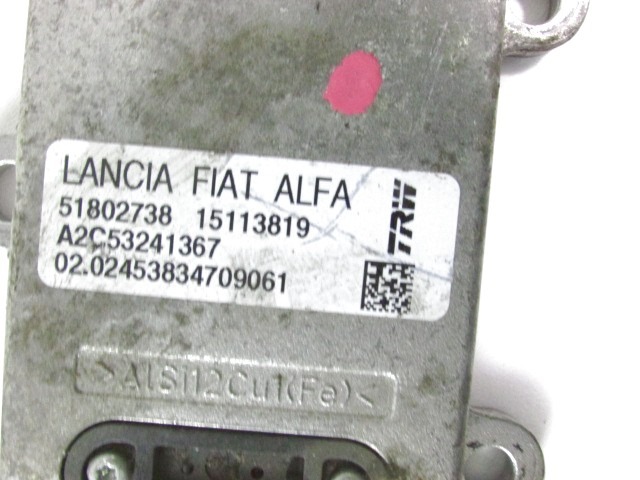 LANCIA FIAT ALFA
51802738 15113819
A2C53241367
02.02453834709061
TRW
>AlSi12Cu1(Fe)<